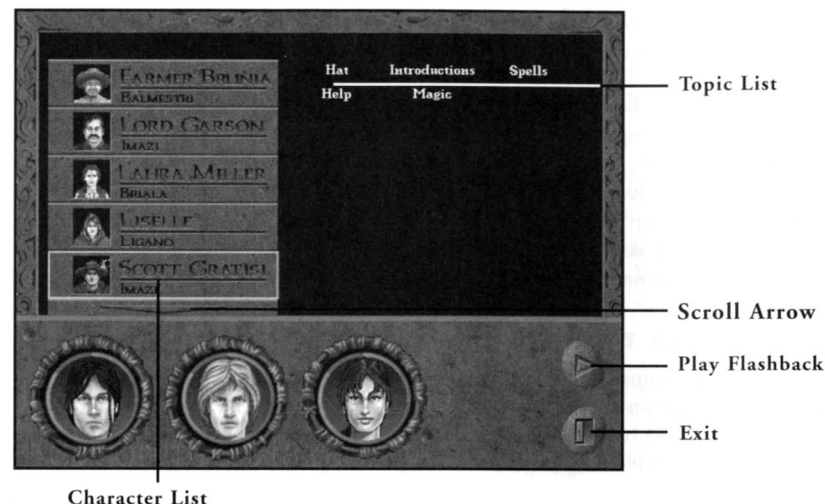 FARMER BRUNIA
BALMESTRI
LORD GARSON
IMAZI
LAURA MILLER
BRIALA
LISELLE
LIGANO
SCOTT GRATISI
IMAZI
Hat Introductions Spells
Help Magic
Topic List
Scroll Arrow
Play Flashback
Exit
Character List